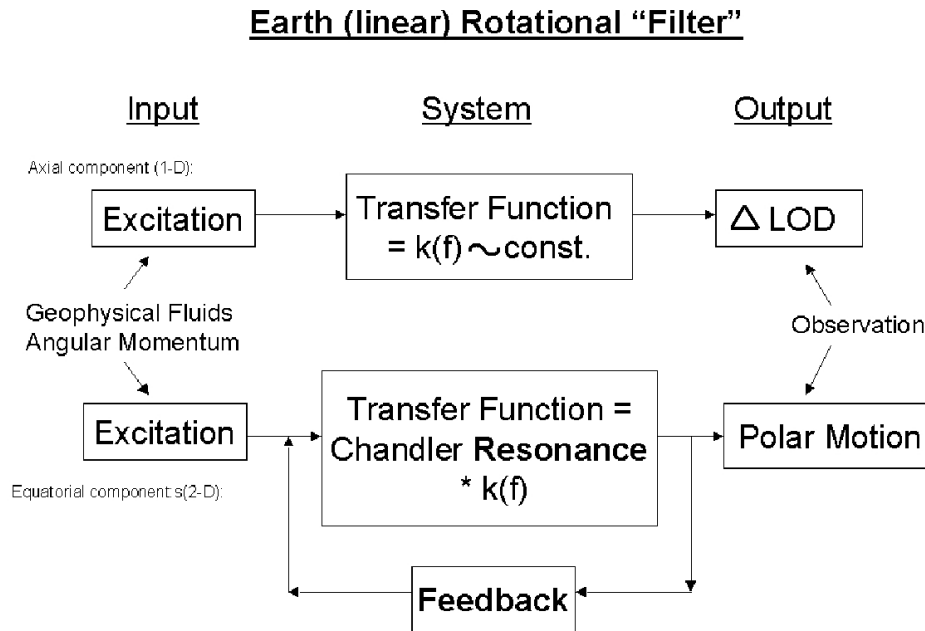 Earth (linear) Rotational “Filter”
Input
System
Output
Axial component (1-D):
Excitation
Transfer Function
= k(f) ~ const.
Δ LOD
Geophysical Fluids
Angular Momentum
Observation
Excitation
Transfer Function =
Chandler Resonance
* k(f)
Polar Motion
Equatorial component s(2-D):
Feedback